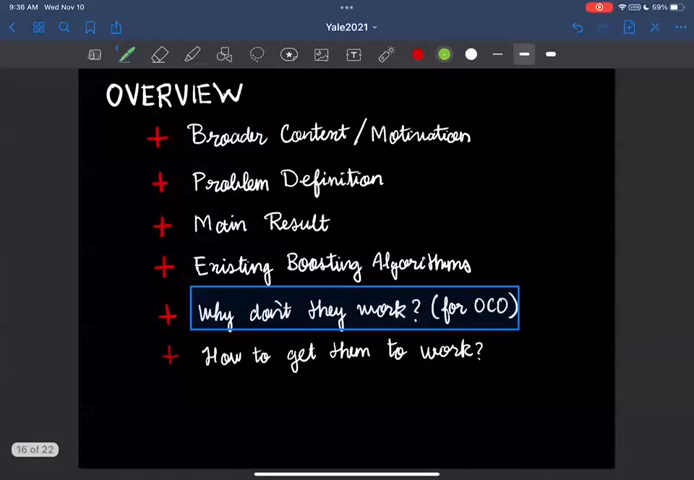 9:36 AM Wed Nov 10
59%
Yale2021
OVERVIEW
+ Broader Context/Motivation
+ Problem Definition
+ Main Result
+ Existing Boosting Algorithms
+ Why don't they work? (for OCO)
+ How to get them to work?
16 of 22